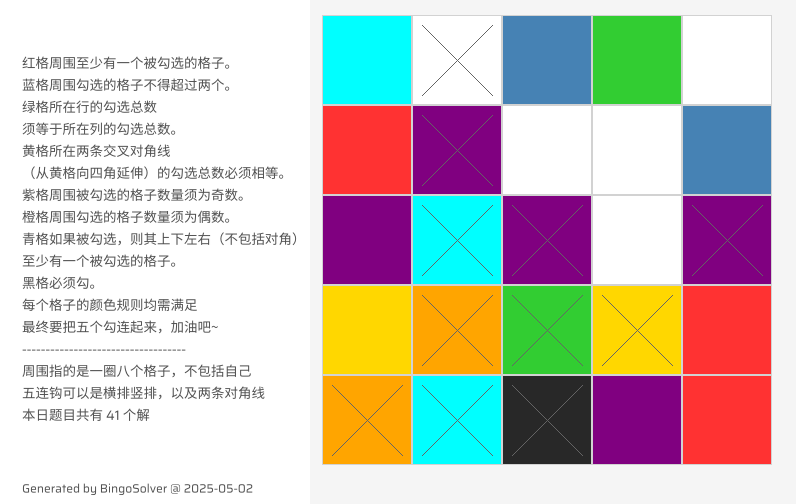 红格周围至少有一个被勾选的格子。
蓝格周围勾选的格子不得超过两个。
绿格所在行的勾选总数
须等于所在列的勾选总数。
黄格所在两条交叉对角线
（从黄格向四角延伸）的勾选总数必须相等。
紫格周围被勾选的格子数量须为奇数。
橙格周围勾选的格子数量须为偶数。
青格如果被勾选，则其上下左右（不包括对角）
至少有一个被勾选的格子。
黑格必须勾。
每个格子的颜色规则均需满足
最终要把五个勾连起来，加油吧~
----------------------------------
周围指的是一圈八个格子，不包括自己
五连钩可以是横排竖排，以及两条对角线
本日题目共有 41 个解
Generated by BingoSolver @ 2025-05-02